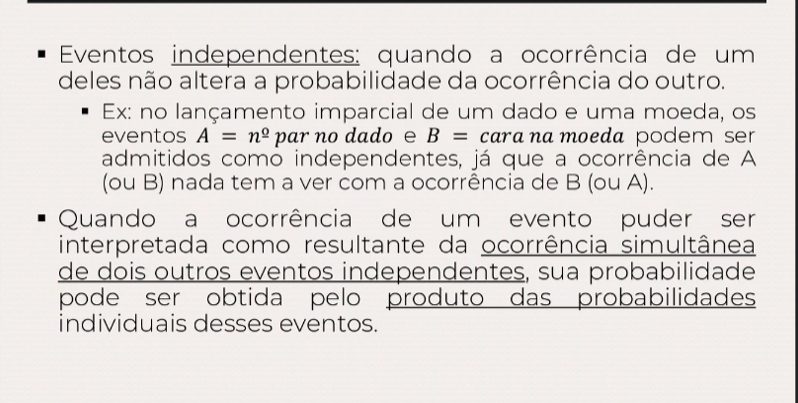 ▪ Eventos independentes: quando a ocorrência de um
deles não altera a probabilidade da ocorrência do outro.
▪ Ex: no lançamento imparcial de um dado e uma moeda, os
eventos A = nº par no dado e B = cara na moeda podem ser
admitidos como independentes, já que a ocorrência de A
(ou B) nada tem a ver com a ocorrência de B (ou A).
▪ Quando a ocorrência de um evento puder ser
interpretada como resultante da ocorrência simultânea
de dois outros eventos independentes, sua probabilidade
pode ser obtida pelo produto das probabilidades
individuais desses eventos.